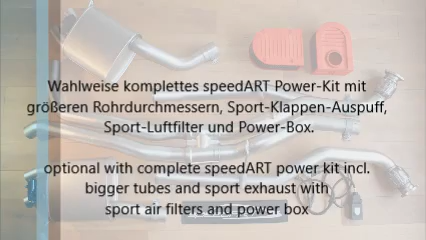 Wahlweise komplettes speedART Power-Kit mit
größeren Rohrdurchmessern, Sport-Klappen-Auspuff,
Sport-Luftfilter und Power-Box.
optional with complete speedART power kit incl.
bigger tubes and sport exhaust with
sport air filters and power box